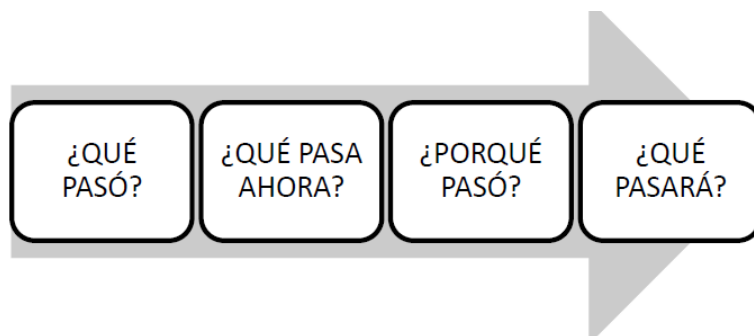 ¿QUÉ
PASÓ?
¿QUÉ PASA
AHORA?
¿PORQUÉ
PASÓ?
¿QUÉ
PASARÁ?